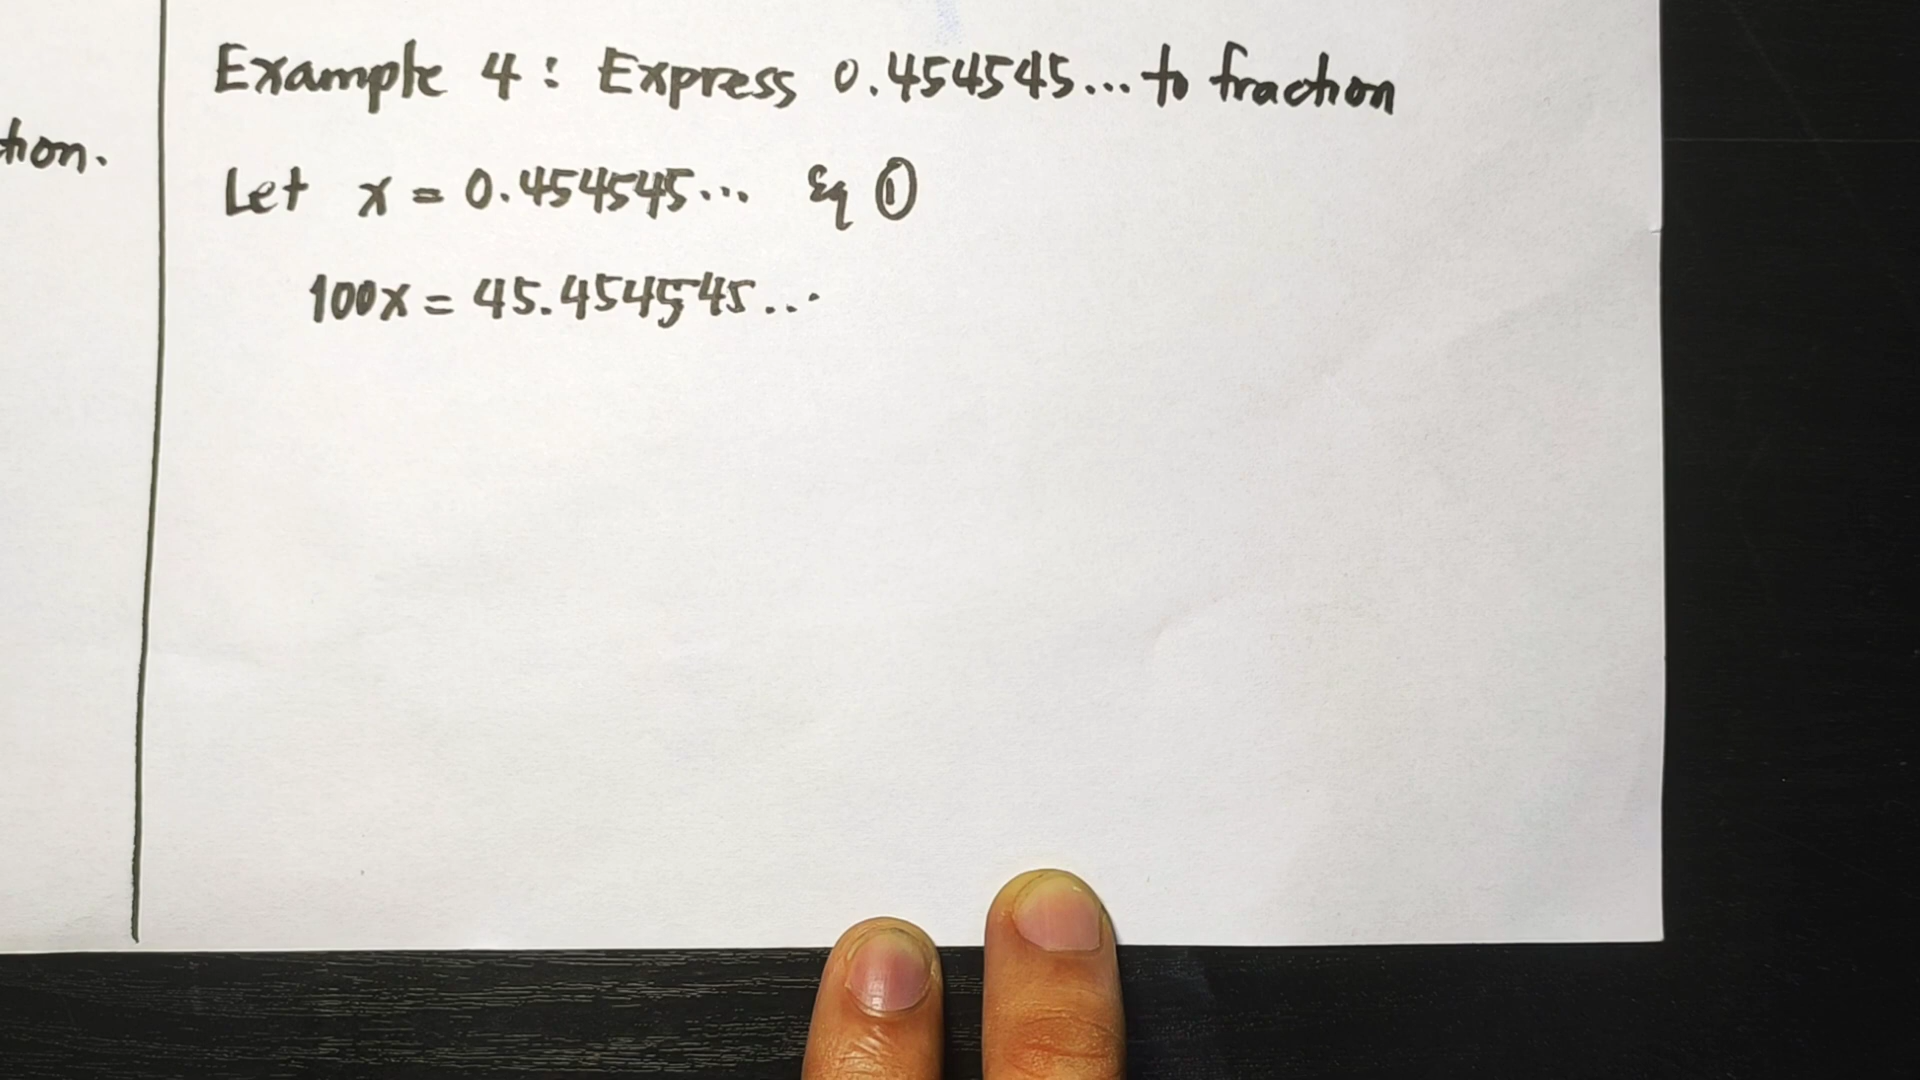 tion.
Example 4 : Express 0.454545... to fraction
Let x = 0.454545... Eq ①
100x = 45.454545...